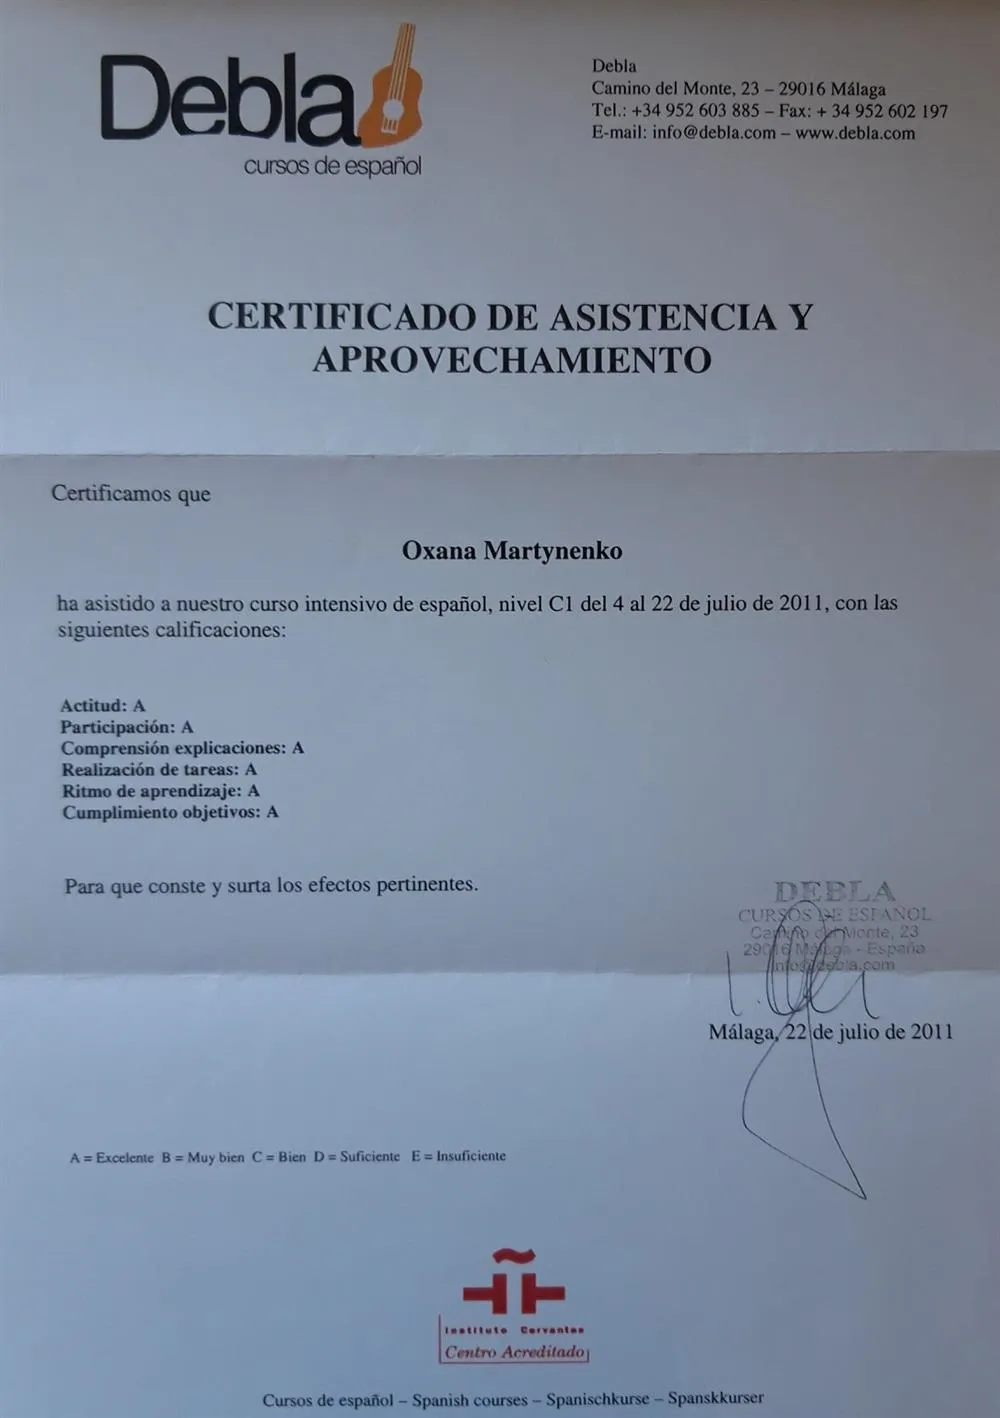 Debla
cursos de español
Debla
Camino del Monte, 23 – 29016 Málaga
Tel.: +34 952 603 885 – Fax: + 34 952 602 197
E-mail: info@debla.com – www.debla.com
CERTIFICADO DE ASISTENCIA Y
APROVECHAMIENTO
Certificamos que
Oxana Martynenko
ha asistido a nuestro curso intensivo de español, nivel C1 del 4 al 22 de julio de 2011, con las
siguientes calificaciones:
Actitud: A
Participación: A
Comprensión explicaciones: A
Realización de tareas: A
Ritmo de aprendizaje: A
Cumplimiento objetivos: A
Para que conste y surta los efectos pertinentes.
DEBLA
CURSOS DE ESPAÑOL
Camino del Monte, 23
29016 Málaga - España
info@debla.com
Málaga, 22 de julio de 2011
A = Excelente B = Muy bien C = Bien D = Suficiente E = Insuficiente
Instituto Cervantes
Centro Acreditado
Cursos de español – Spanish courses – Spanischkurse – Spanskkurser